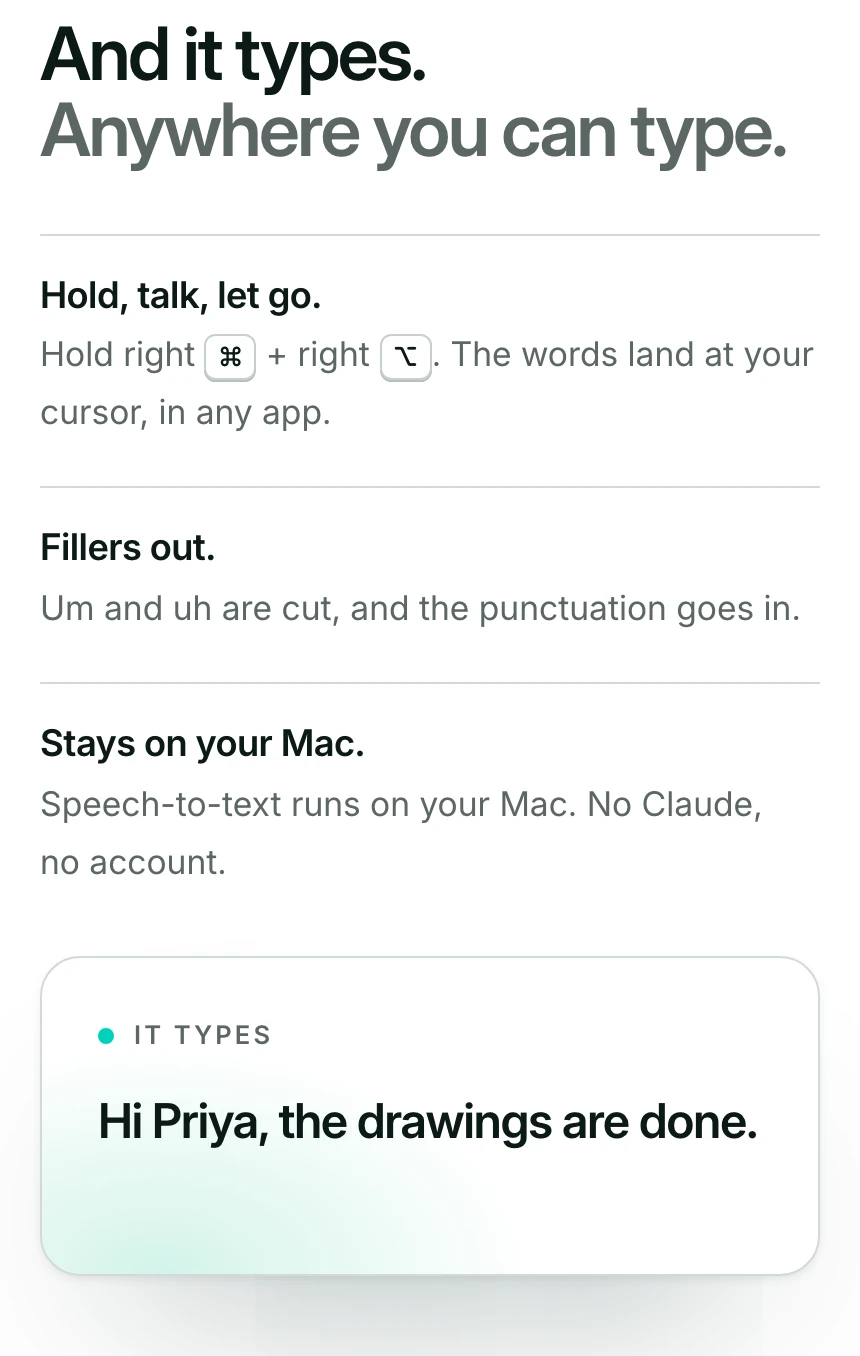 And it types.
Anywhere you can type.
Hold, talk, let go.
Hold right ⌘ + right ⌥. The words land at your
cursor, in any app.
Fillers out.
Um and uh are cut, and the punctuation goes in.
Stays on your Mac.
Speech-to-text runs on your Mac. No Claude,
no account.
IT TYPES
Hi Priya, the drawings are done.